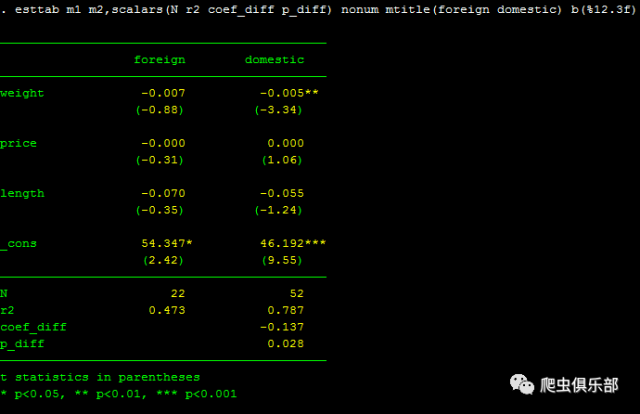 . esttab m1 m2,scalars(N r2 coef_diff p_diff) nonum mtitle(foreign domestic) b(%12.3f)
foreign domestic
weight -0.007 -0.005**
(-0.88) (-3.34)
price -0.000 0.000
(-0.31) (1.06)
length -0.070 -0.055
(-0.35) (-1.24)
_cons 54.347* 46.192***
(2.42) (9.55)
N 22 52
r2 0.473 0.787
coef_diff -0.137
p_diff 0.028
t statistics in parentheses
* p<0.05, ** p<0.01, *** p<0.001
爬虫俱乐部